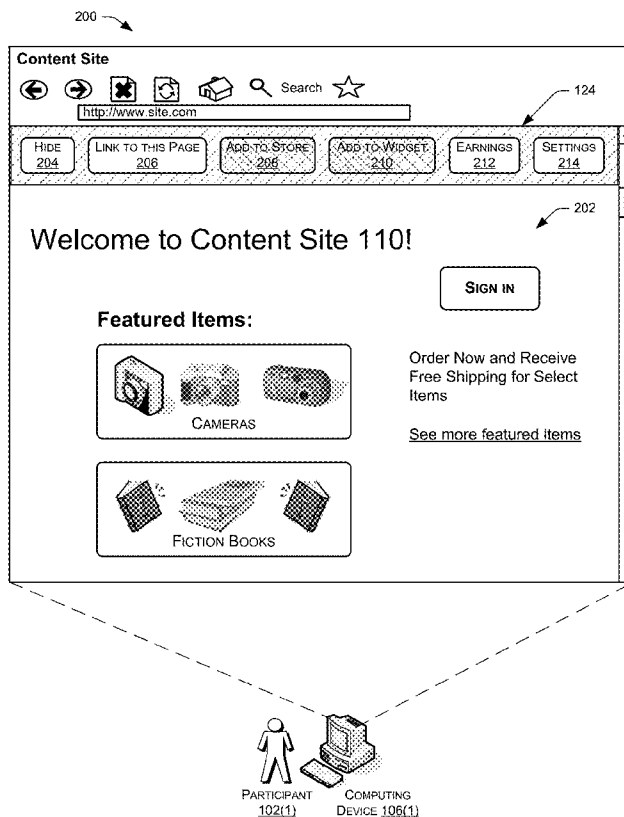 200
Content Site
Search
http://www.site.com
124
HIDE LINK TO THIS PAGE ADD TO STORE ADD TO WIDGET EARNINGS SETTINGS
204 206 208 210 212 214
202
Welcome to Content Site 110!
SIGN IN
Featured Items:
Order Now and Receive
Free Shipping for Select
Items
CAMERAS
See more featured items
FICTION BOOKS
PARTICIPANT
102(1)
COMPUTING
DEVICE 106(1)